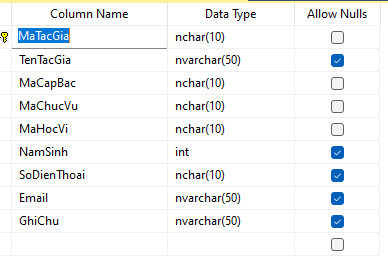 Column Name Data Type Allow Nulls
MaTacGia nchar(10)
TenTacGia nvarchar(50)
MaCapBac nchar(10)
MaChucVu nchar(10)
MaHocVi nchar(10)
NamSinh int
SoDienThoai nchar(10)
Email nvarchar(50)
GhiChu nvarchar(50)